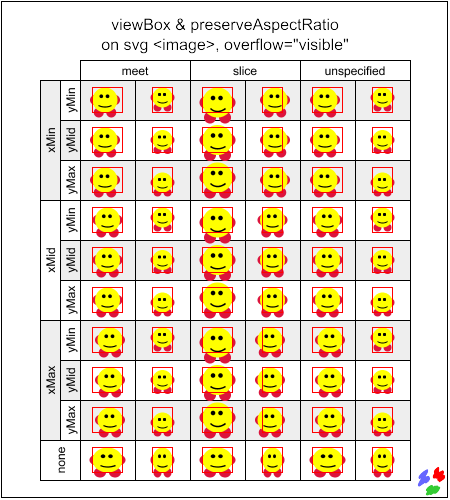 viewBox & preserveAspectRatio
on svg <image>, overflow="visible"
meet slice unspecified
xMin yMin
yMid
yMax
xMid yMin
yMid
yMax
xMax yMin
yMid
yMax
none